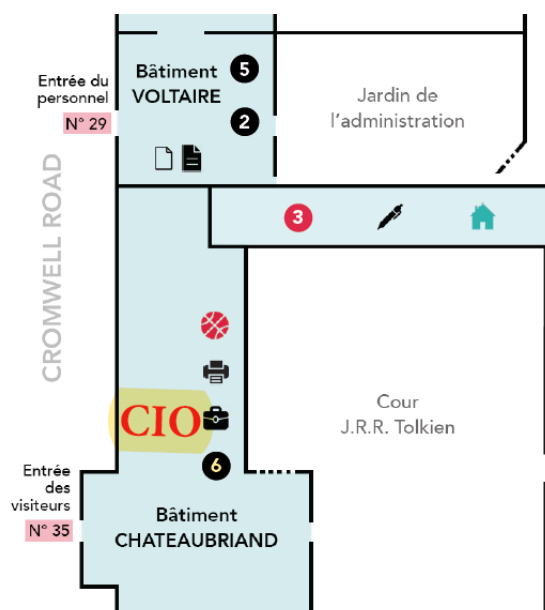 Bâtiment
VOLTAIRE
5
2
Entrée du
personnel
N° 29
Jardin de
l'administration
CROMWELL ROAD
3
CIO
6
Cour
J.R.R. Tolkien
Entrée
des
visiteurs
N° 35
Bâtiment
CHATEAUBRIAND